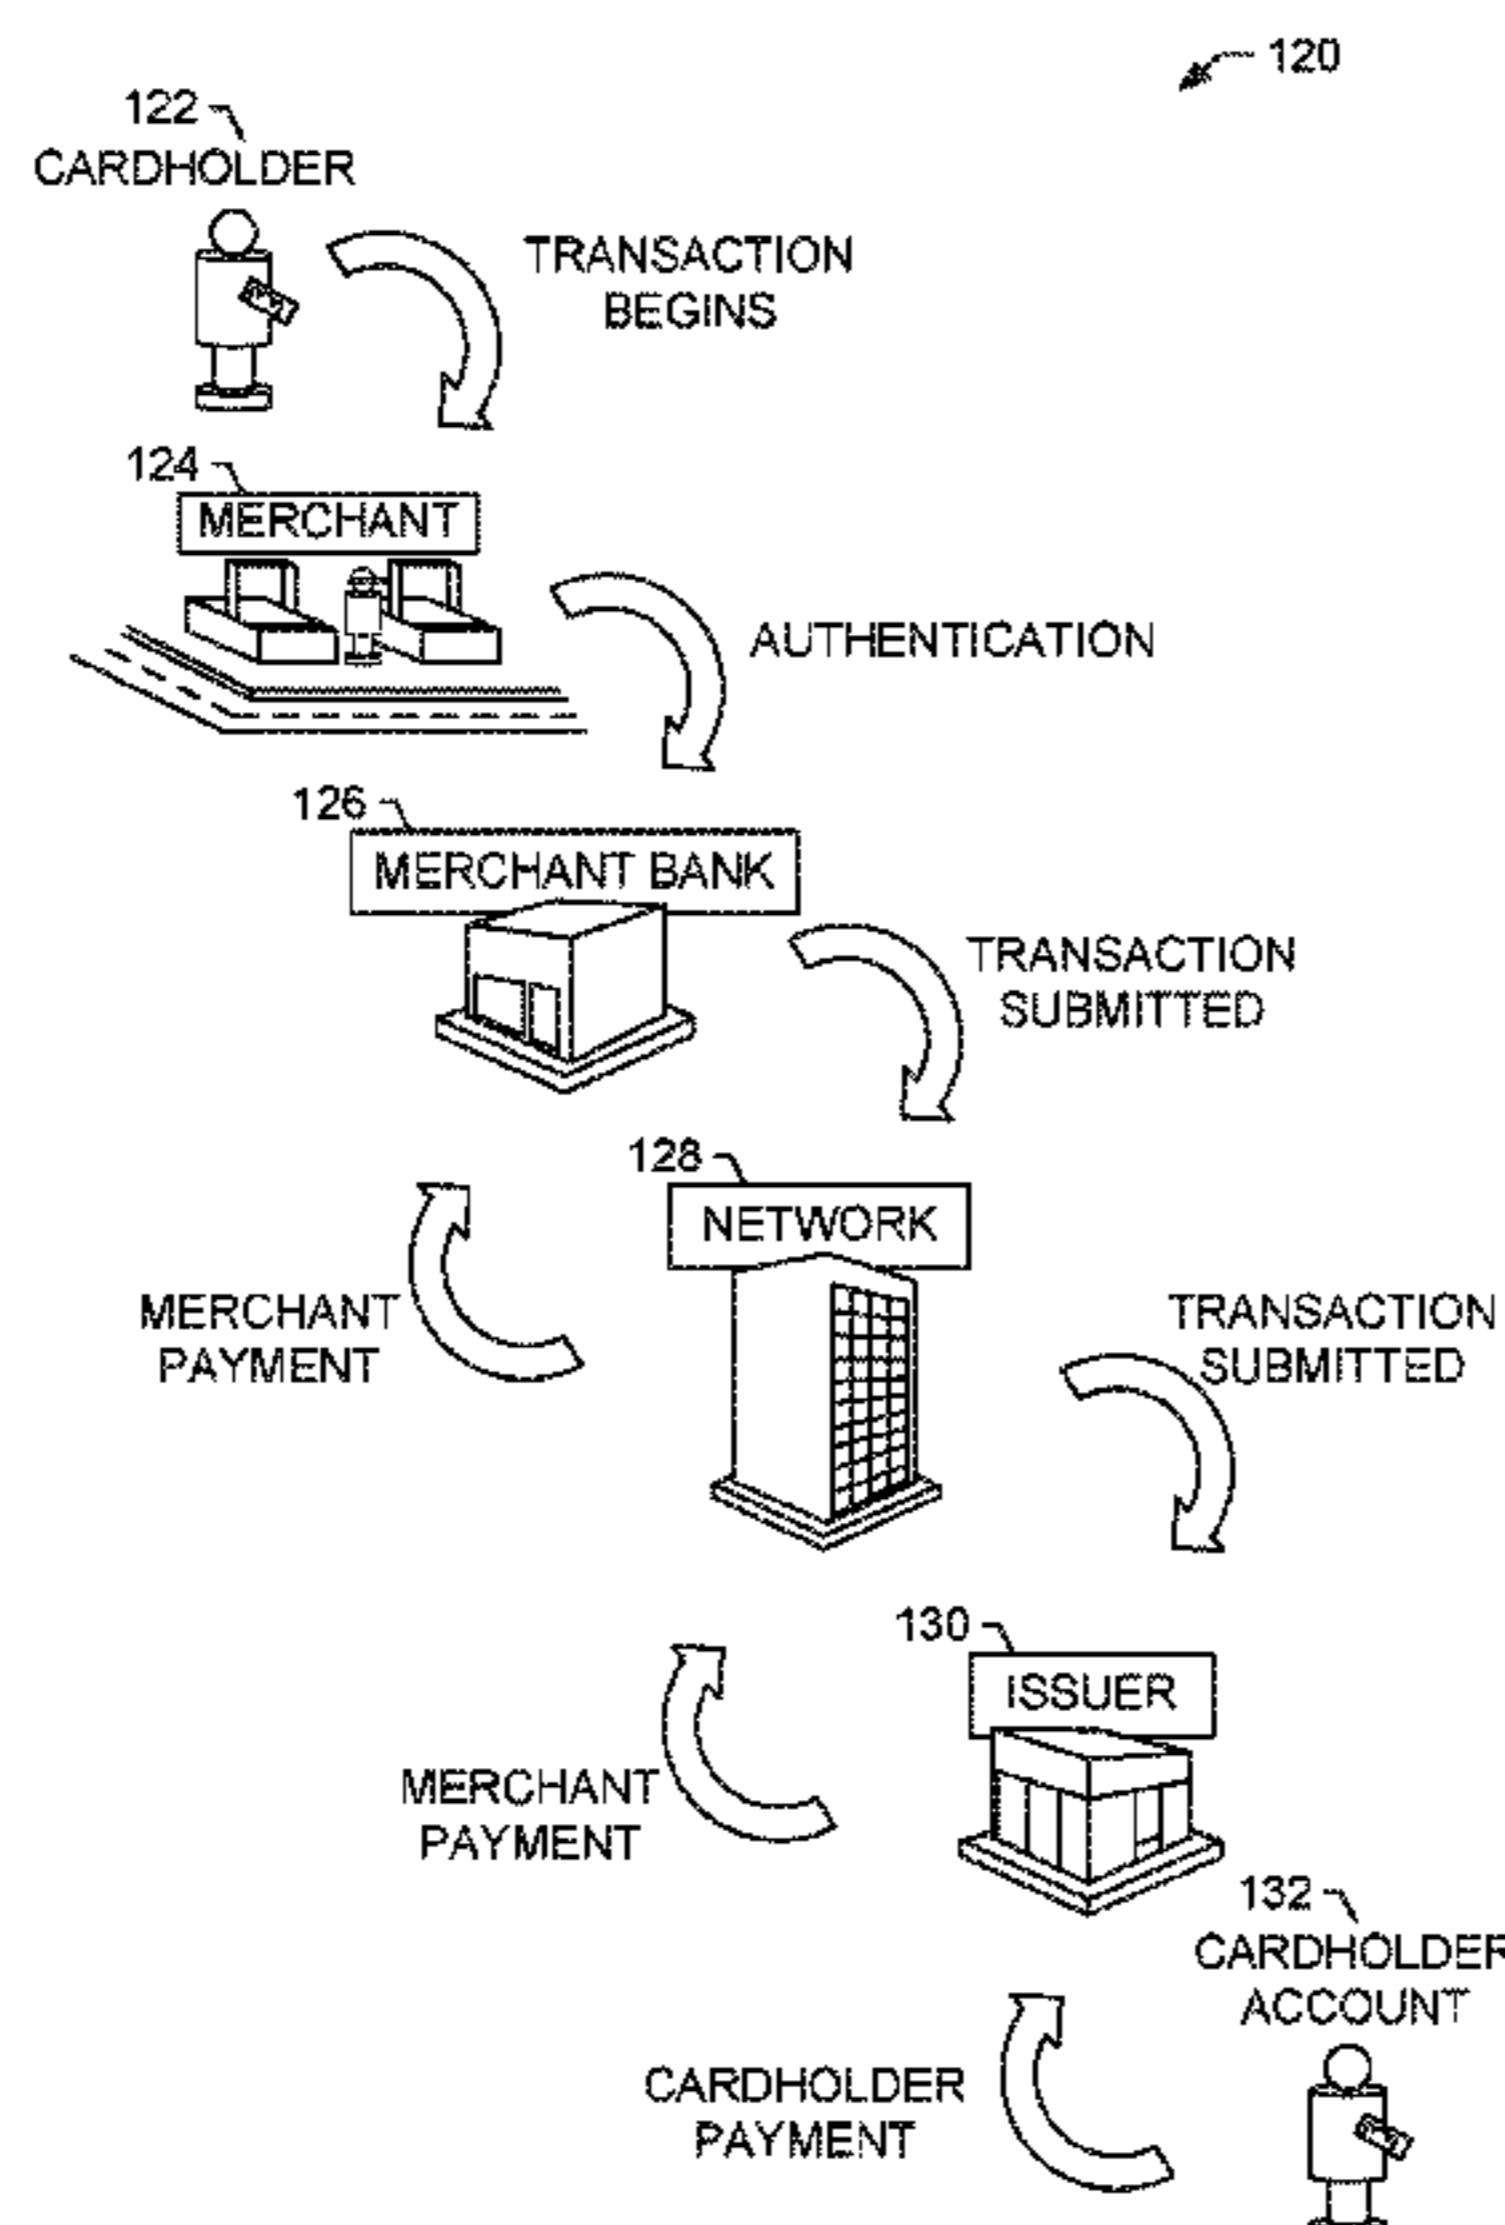 120
122
CARDHOLDER
TRANSACTION
BEGINS
124
MERCHANT
AUTHENTICATION
126
MERCHANT BANK
TRANSACTION
SUBMITTED
128
NETWORK
MERCHANT
PAYMENT
TRANSACTION
SUBMITTED
130
ISSUER
MERCHANT
PAYMENT
132
CARDHOLDER
ACCOUNT
CARDHOLDER
PAYMENT